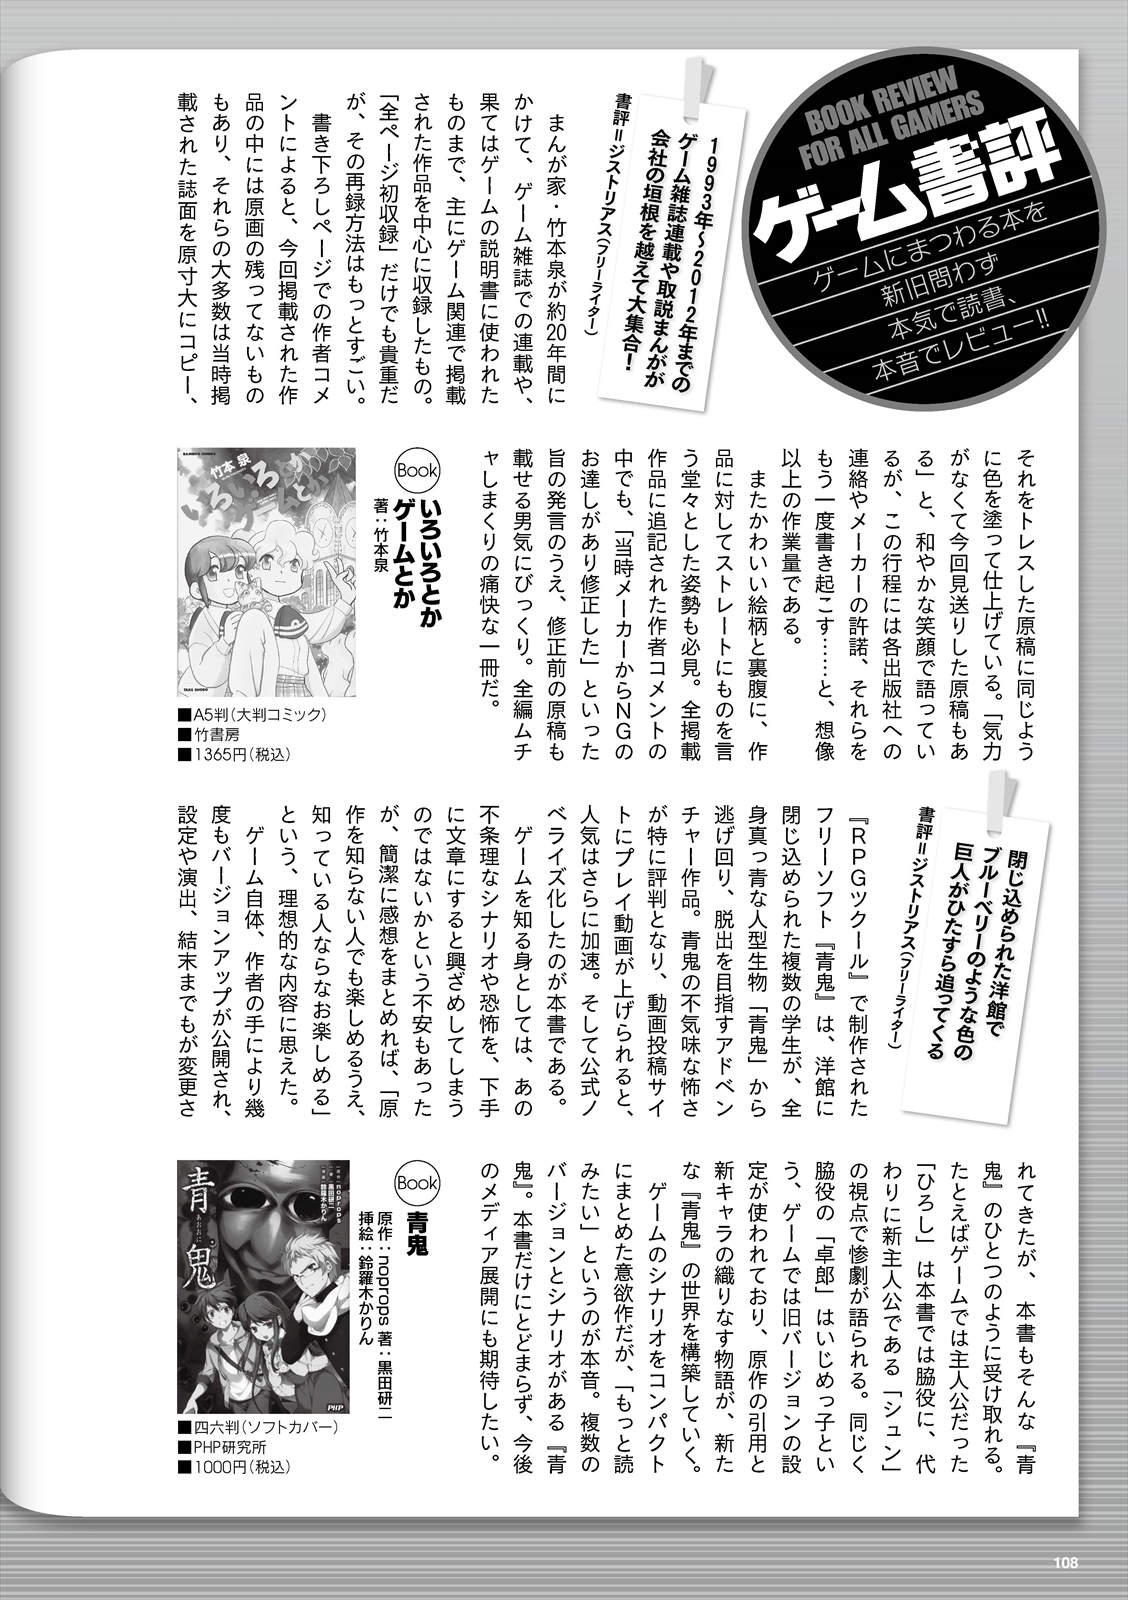 BOOK REVIEW
FOR ALL GAMERS
ゲーム書評
ゲームにまつわる本を
新旧問わず
本気で読書、
本音でレビュー!!
1993年〜2012年までの
ゲーム雑誌連載や取説まんがが
会社の垣根を越えて大集合！
書評＝ジストリアス（フリーライター）
まんが家・竹本泉が約20年間に
かけて、ゲーム雑誌での連載や、
果てはゲームの説明書に使われた
ものまで、主にゲーム関連で掲載
された作品を中心に収録したもの。
「全ページ初収録」だけでも貴重だ
が、その再録方法はもっとすごい。
書き下ろしページでの作者コメ
ントによると、今回掲載された作
品の中には原画の残ってないもの
もあり、それらの大多数は当時掲
載された誌面を原寸大にコピー、
それをトレスした原稿に同じよう
に色を塗って仕上げている。「気力
がなくて今回見送りした原稿もあ
る」と、和やかな笑顔で語ってい
るが、この行程には各出版社への
連絡やメーカーの許諾、それらを
もう一度書き起こす……と、想像
以上の作業量である。
またかわいい絵柄と裏腹に、作
品に対してストレートにものを言
う堂々とした姿勢も必見。全掲載
作品に追記された作者コメントの
中でも、「当時メーカーからNGの
お達しがあり修正した」といった
旨の発言のうえ、修正前の原稿も
載せる男気にびっくり。全編ムチ
ャしまくりの痛快な一冊だ。
Book
いろいろとか
ゲームとか
著：竹本泉
BAMBOO COMICS
竹本 泉
いろいろとか
ゲームとか
TAKE SHOBO
■A5判（大判コミック）
■竹書房
■1365円（税込）
閉じ込められた洋館で
ブルーベリーのような色の
巨人がひたすら追ってくる
書評＝ジストリアス（フリーライター）
『RPGツクール』で制作された
フリーソフト『青鬼』は、洋館に
閉じ込められた複数の学生が、全
身真っ青な人型生物「青鬼」から
逃げ回り、脱出を目指すアドベン
チャー作品。青鬼の不気味な怖さ
が特に評判となり、動画投稿サイ
トにプレイ動画が上げられると、
人気はさらに加速。そして公式ノ
ベライズ化したのが本書である。
ゲームを知る身としては、あの
不条理なシナリオや恐怖を、下手
に文章にすると興ざめしてしまう
のではないかという不安もあった
が、簡潔に感想をまとめれば、「原
作を知らない人でも楽しめるうえ、
知っている人ならなお楽しめる」
という、理想的な内容に思えた。
ゲーム自体、作者の手により幾
度もバージョンアップが公開され、
設定や演出、結末までもが変更さ
れてきたが、本書もそんな『青
鬼』のひとつのように受け取れる。
たとえばゲームでは主人公だった
「ひろし」は本書では脇役に、代
わりに新主人公である「シュン」
の視点で惨劇が語られる。同じく
脇役の「卓郎」はいじめっ子とい
う、ゲームでは旧バージョンの設
定が使われており、原作の引用と
新キャラの織りなす物語が、新た
な『青鬼』の世界を構築していく。
ゲームのシナリオをコンパクト
にまとめた意欲作だが、「もっと読
みたい」というのが本音。複数の
バージョンとシナリオがある『青
鬼』。本書だけにとどまらず、今後
のメディア展開にも期待したい。
Book
青鬼
原作：noprops 著：黒田研二
挿絵：鈴羅木かりん
青鬼
あおおに
［原作］noprops
［著］黒田研二
［挿絵］鈴羅木かりん
PHP
■四六判（ソフトカバー）
■PHP研究所
■1000円（税込）
108